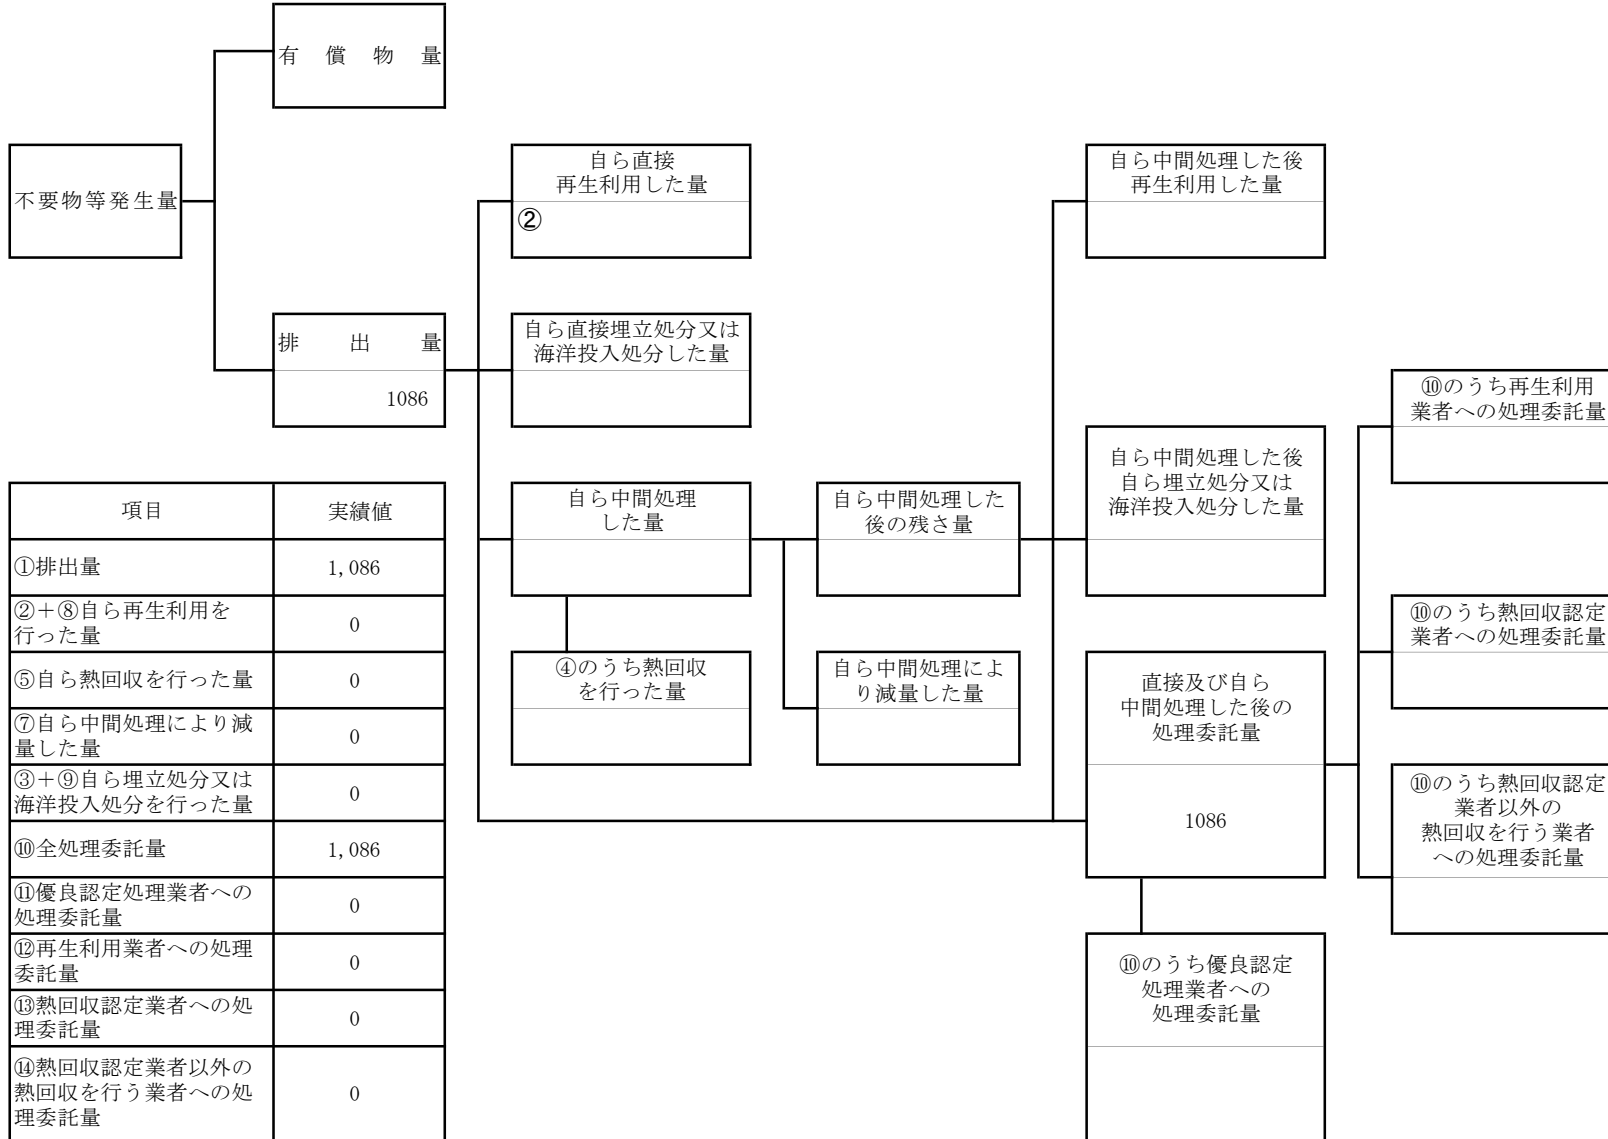 有償物量
不要物等発生量
排出量
1086
自ら直接
再生利用した量
②
自ら直接埋立処分又は
海洋投入処分した量
自ら中間処理
した量
④のうち熱回収
を行った量
自ら中間処理した
後の残さ量
自ら中間処理によ
り減量した量
自ら中間処理した後
再生利用した量
自ら中間処理した後
自ら埋立処分又は
海洋投入処分した量
直接及び自ら
中間処理した後の
処理委託量
1086
⑩のうち優良認定
処理業者への
処理委託量
⑩のうち再生利用
業者への処理委託量
⑩のうち熱回収認定
業者への処理委託量
⑩のうち熱回収認定
業者以外の
熱回収を行う業者
への処理委託量
項目 実績値
①排出量 1,086
②+⑧自ら再生利用を
行った量 0
⑤自ら熱回収を行った量 0
⑦自ら中間処理により減
量した量 0
③+⑨自ら埋立処分又は
海洋投入処分を行った量 0
⑩全処理委託量 1,086
⑪優良認定処理業者への
処理委託量 0
⑫再生利用業者への処理
委託量 0
⑬熱回収認定業者への処
理委託量 0
⑭熱回収認定業者以外の
熱回収を行う業者への処
理委託量 0